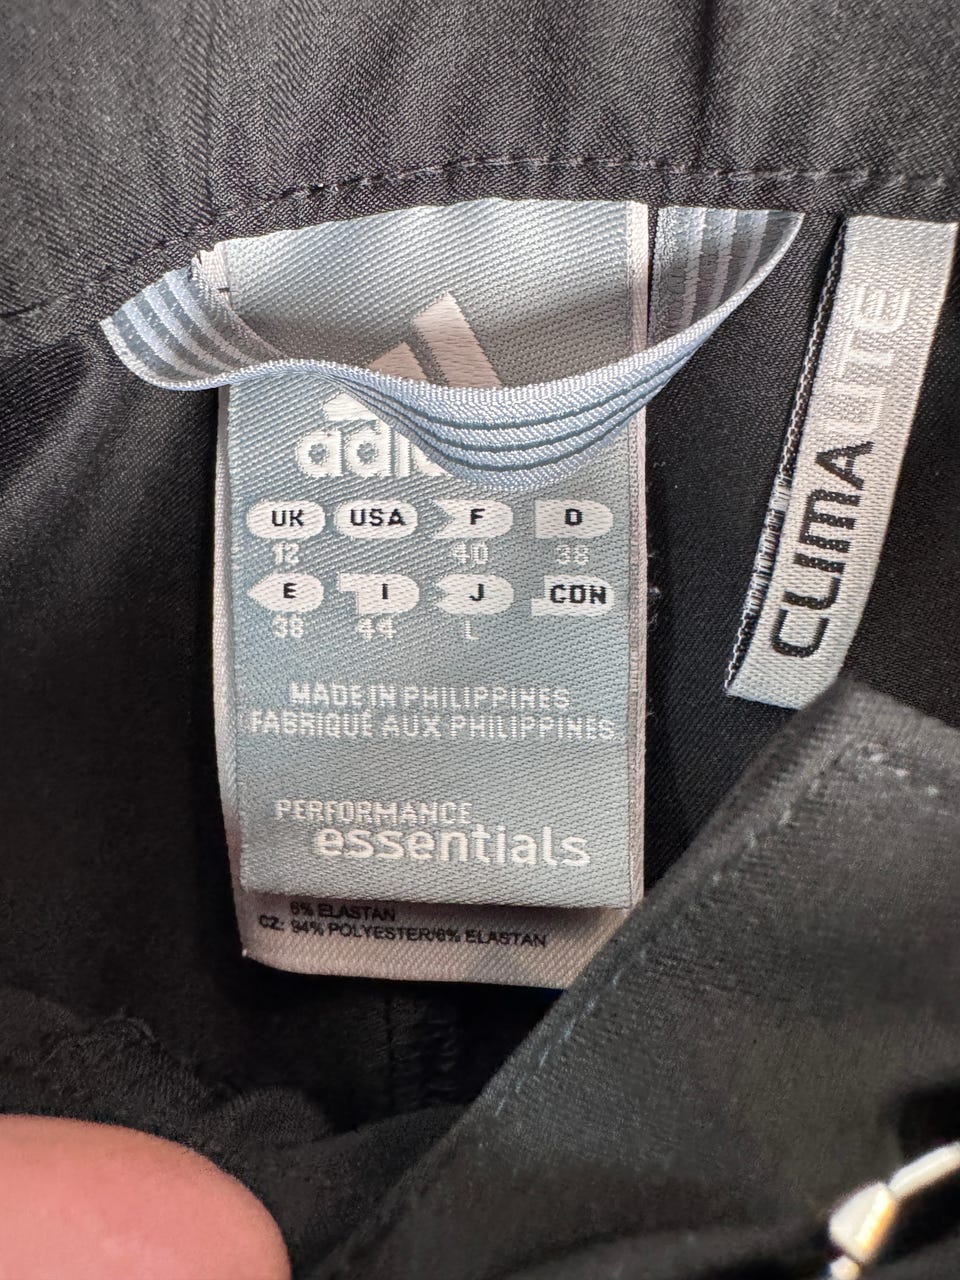 UK USA F D
12 40 38
E I J CDN
38 44 L
MADE IN PHILIPPINES
FABRIQUÉ AUX PHILIPPINES
PERFORMANCE
essentials
6% ELASTAN
CZ: 94% POLYESTER/6% ELASTAN
CLIMALITE